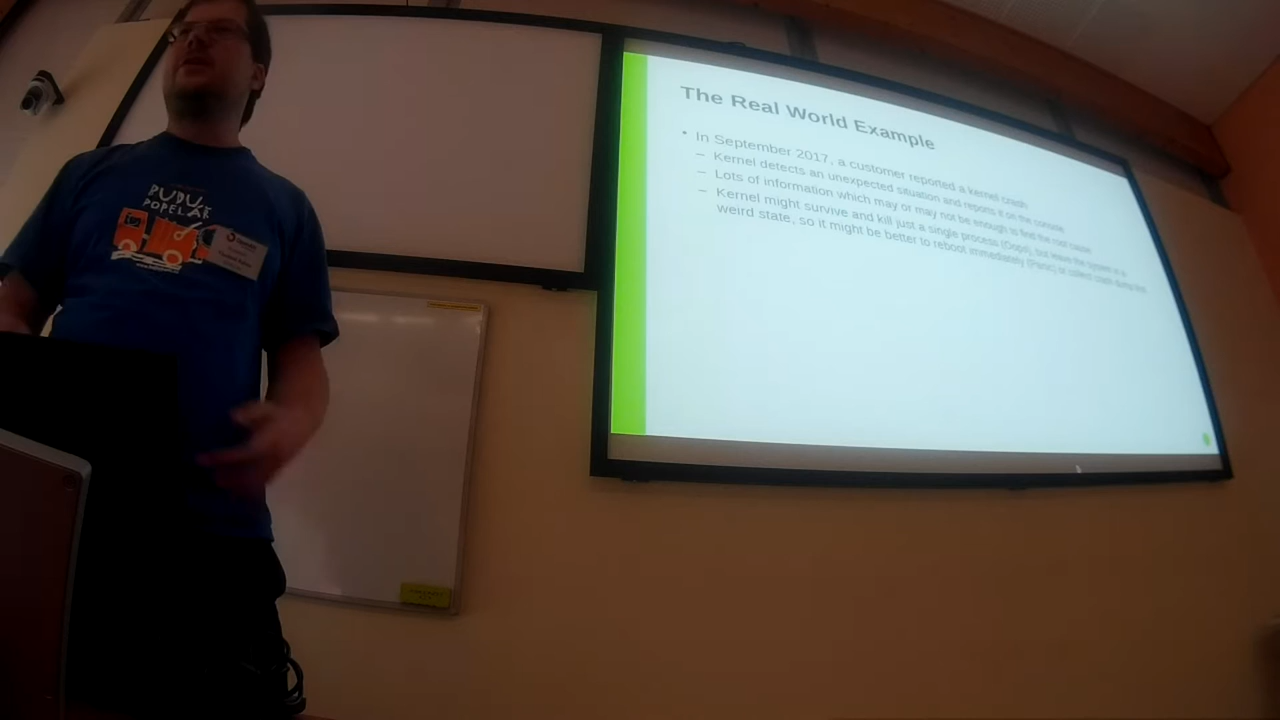 The Real World Example
• In September 2017, a customer reported a kernel crash
– Kernel detects an unexpected situation and reports it on the console
– Lots of information which may or may not be enough to find the root cause
– Kernel might survive and kill just a single process (Oops), but leave the system in a
weird state, so it might be better to reboot immediately (Panic) or collect crash dump
PUDUK
POPELÁK